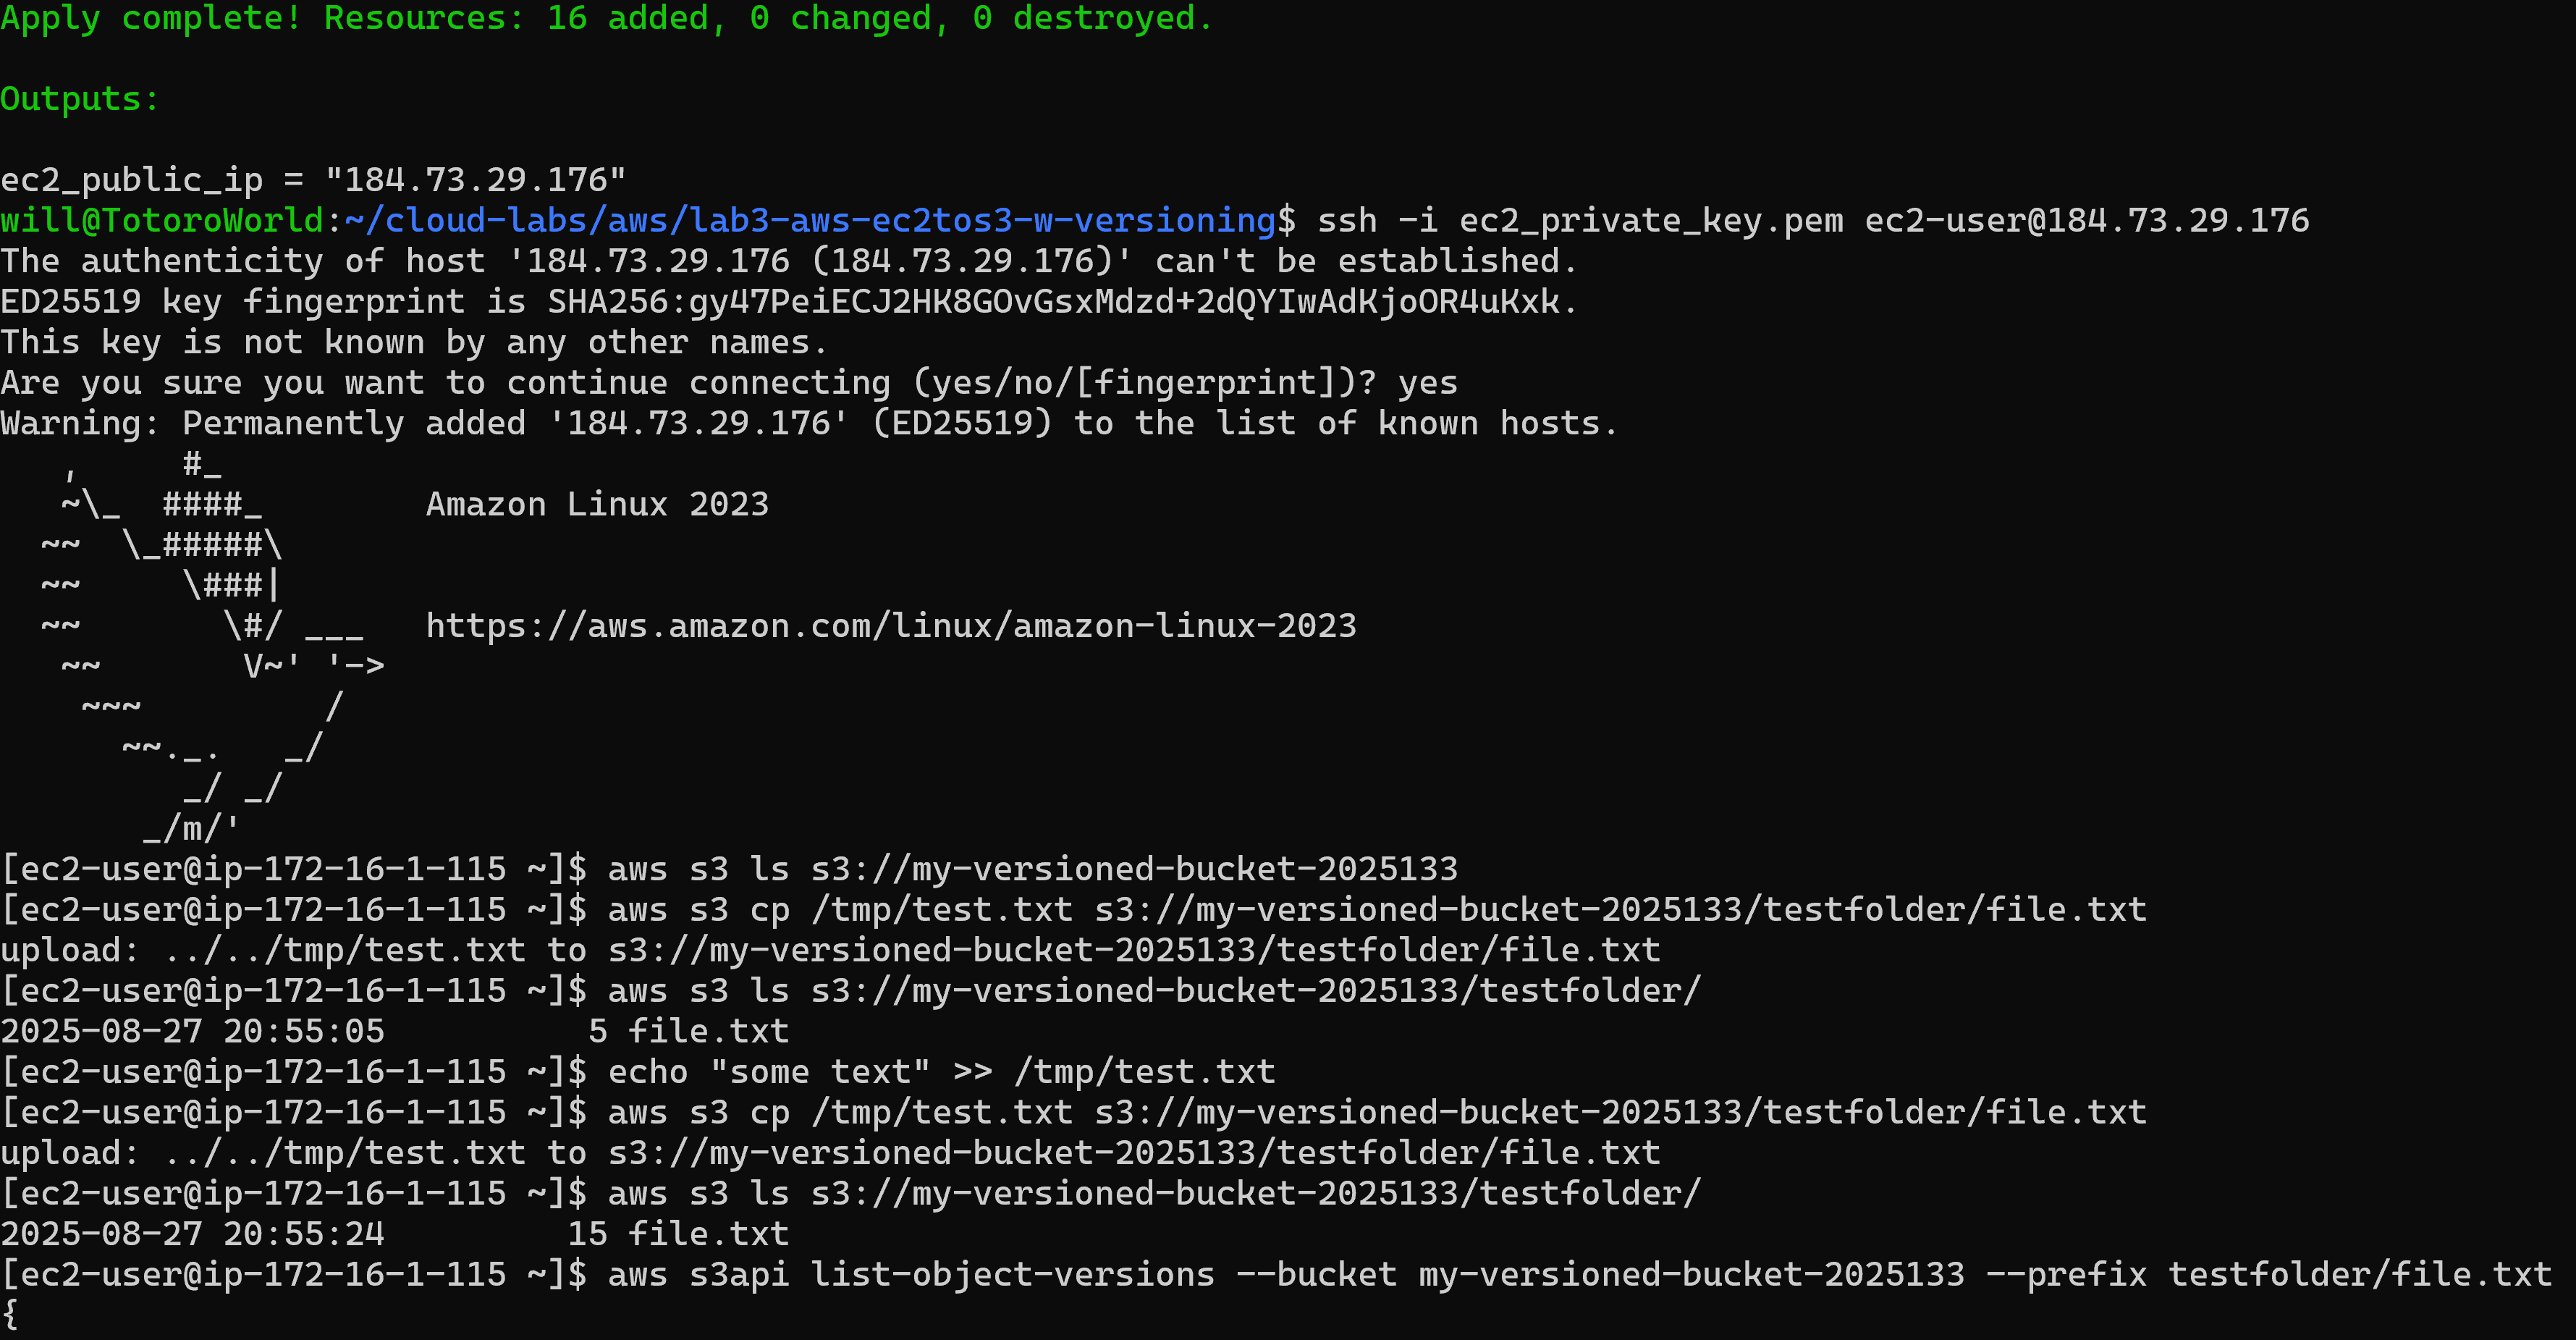 Apply complete! Resources: 16 added, 0 changed, 0 destroyed.

Outputs:

ec2_public_ip = "184.73.29.176"
will@TotoroWorld:~/cloud-labs/aws/lab3-aws-ec2tos3-w-versioning$ ssh -i ec2_private_key.pem ec2-user@184.73.29.176
The authenticity of host '184.73.29.176 (184.73.29.176)' can't be established.
ED25519 key fingerprint is SHA256:gy47PeiECJ2HK8GOvGsxMdzd+2dQYIwAdKjoOR4uKxk.
This key is not known by any other names.
Are you sure you want to continue connecting (yes/no/[fingerprint])? yes
Warning: Permanently added '184.73.29.176' (ED25519) to the list of known hosts.
   ,     #_
   ~\_  ####_        Amazon Linux 2023
  ~~  \_#####\
  ~~     \###|
  ~~       \#/ ___   https://aws.amazon.com/linux/amazon-linux-2023
   ~~       V~' '->
    ~~~         /
      ~~._.   _/
         _/ _/
       _/m/'
[ec2-user@ip-172-16-1-115 ~]$ aws s3 ls s3://my-versioned-bucket-2025133
[ec2-user@ip-172-16-1-115 ~]$ aws s3 cp /tmp/test.txt s3://my-versioned-bucket-2025133/testfolder/file.txt
upload: ../../tmp/test.txt to s3://my-versioned-bucket-2025133/testfolder/file.txt
[ec2-user@ip-172-16-1-115 ~]$ aws s3 ls s3://my-versioned-bucket-2025133/testfolder/
2025-08-27 20:55:05          5 file.txt
[ec2-user@ip-172-16-1-115 ~]$ echo "some text" >> /tmp/test.txt
[ec2-user@ip-172-16-1-115 ~]$ aws s3 cp /tmp/test.txt s3://my-versioned-bucket-2025133/testfolder/file.txt
upload: ../../tmp/test.txt to s3://my-versioned-bucket-2025133/testfolder/file.txt
[ec2-user@ip-172-16-1-115 ~]$ aws s3 ls s3://my-versioned-bucket-2025133/testfolder/
2025-08-27 20:55:24         15 file.txt
[ec2-user@ip-172-16-1-115 ~]$ aws s3api list-object-versions --bucket my-versioned-bucket-2025133 --prefix testfolder/file.txt
{